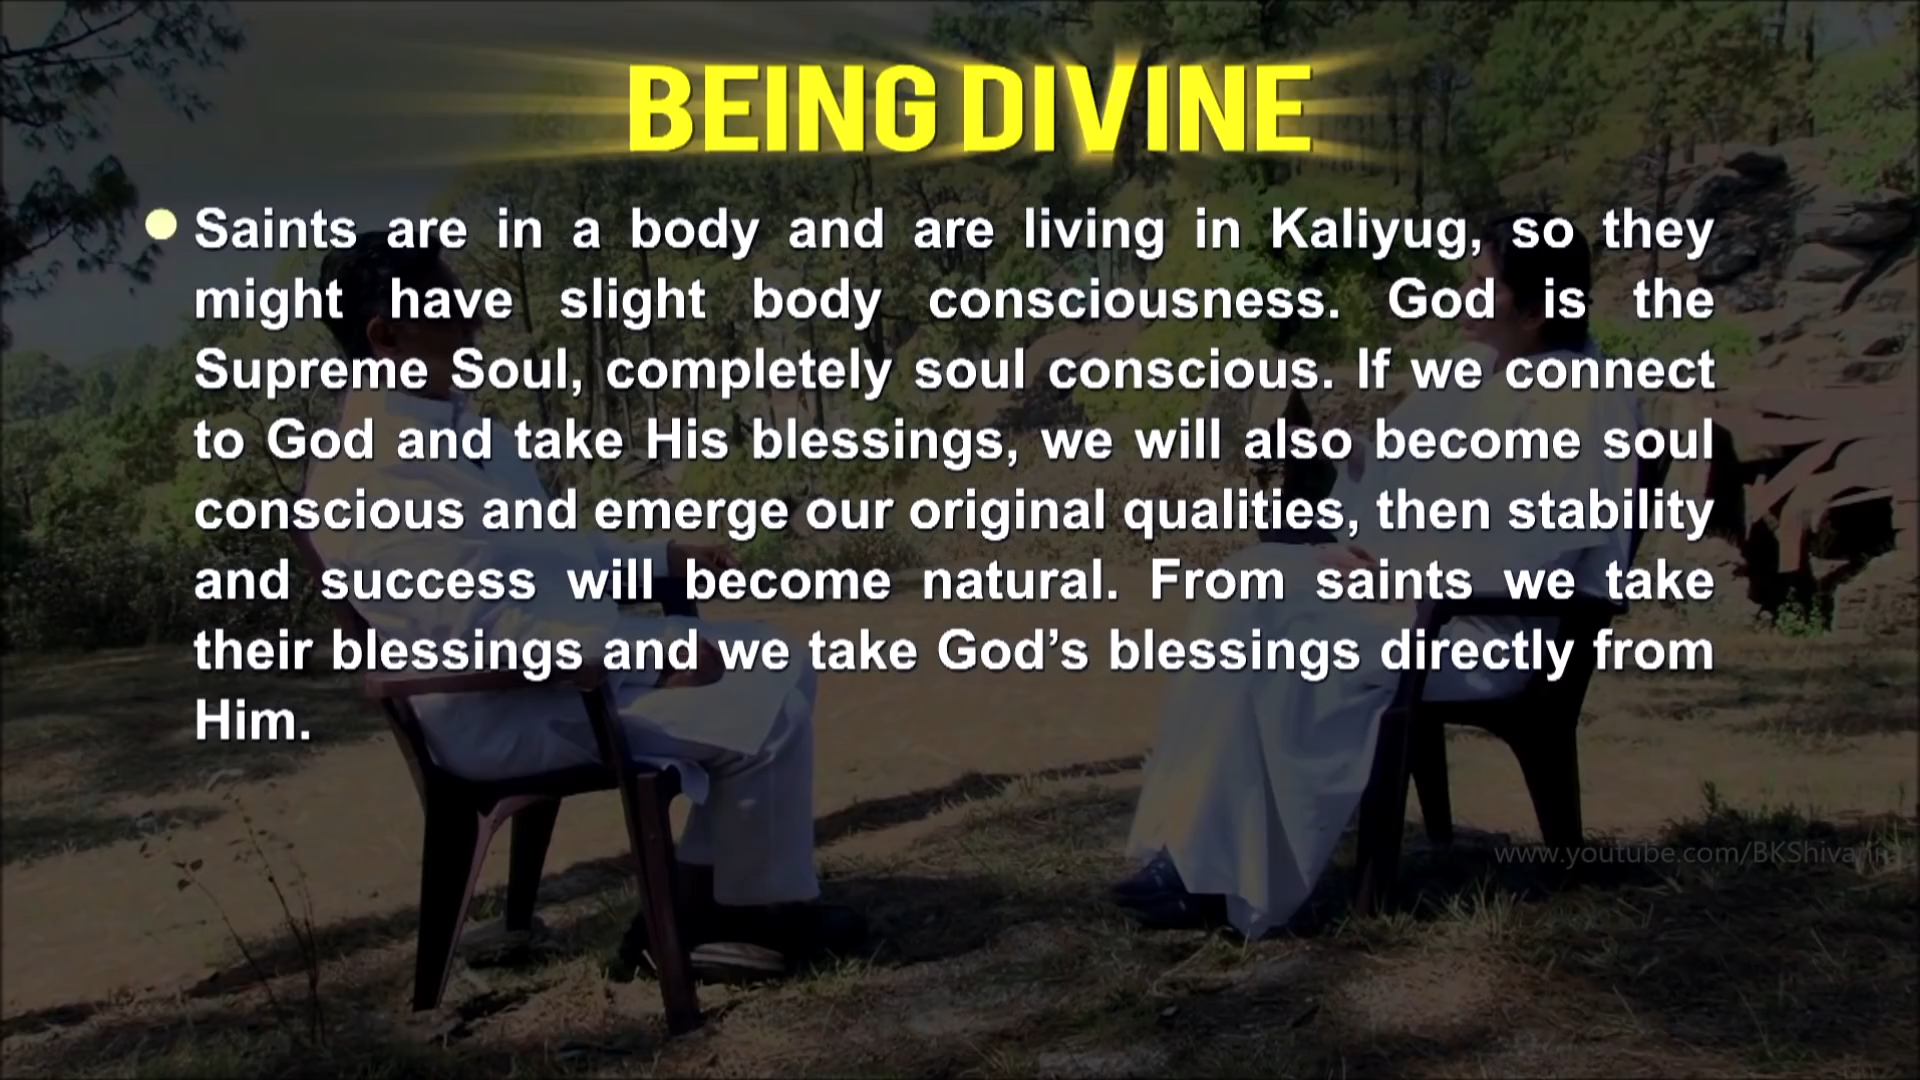 BEING DIVINE
Saints are in a body and are living in Kaliyug, so they
might have slight body consciousness. God is the
Supreme Soul, completely soul conscious. If we connect
to God and take His blessings, we will also become soul
conscious and emerge our original qualities, then stability
and success will become natural. From saints we take
their blessings and we take God’s blessings directly from
Him.
www.youtube.com/BKShivani